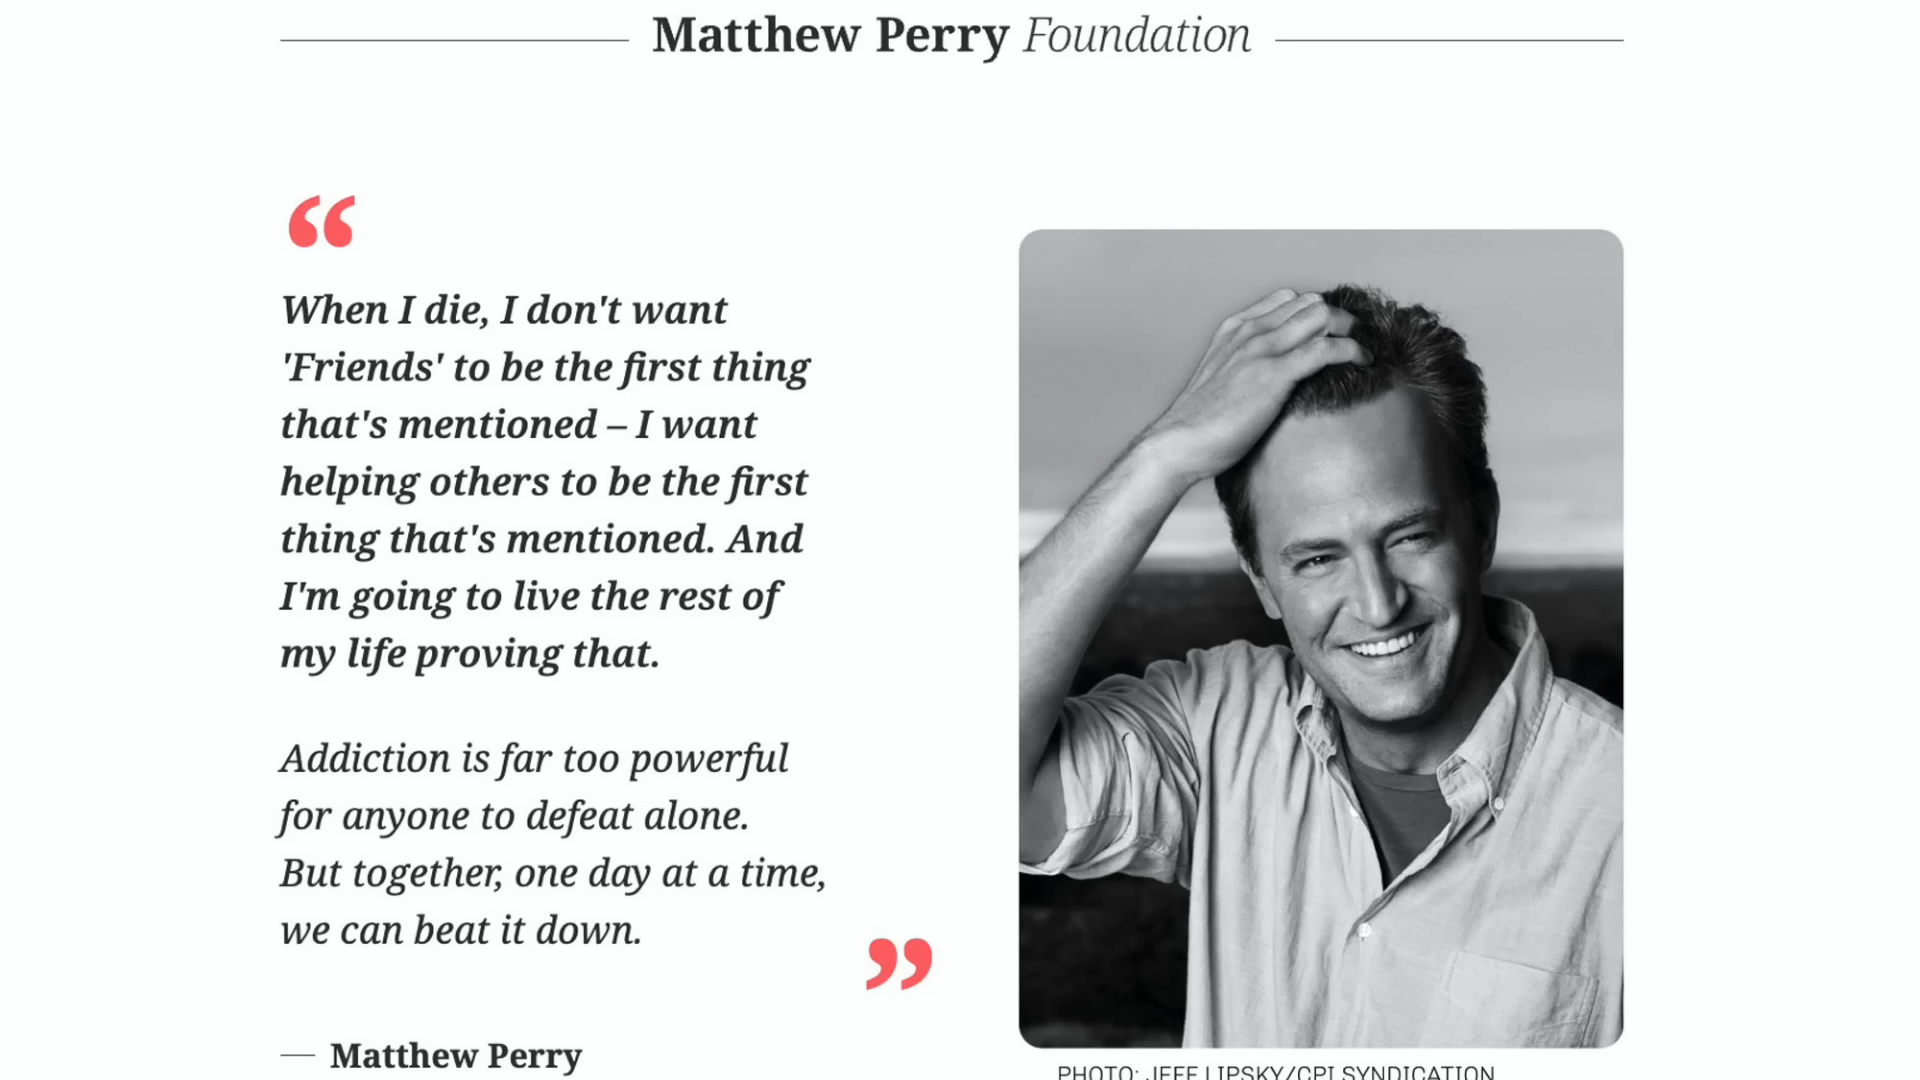 Matthew Perry Foundation
“
When I die, I don't want
'Friends' to be the first thing
that's mentioned – I want
helping others to be the first
thing that's mentioned. And
I'm going to live the rest of
my life proving that.
Addiction is far too powerful
for anyone to defeat alone.
But together, one day at a time,
we can beat it down.
”
— Matthew Perry
PHOTO: JEFF LIPSKY/CPI SYNDICATION